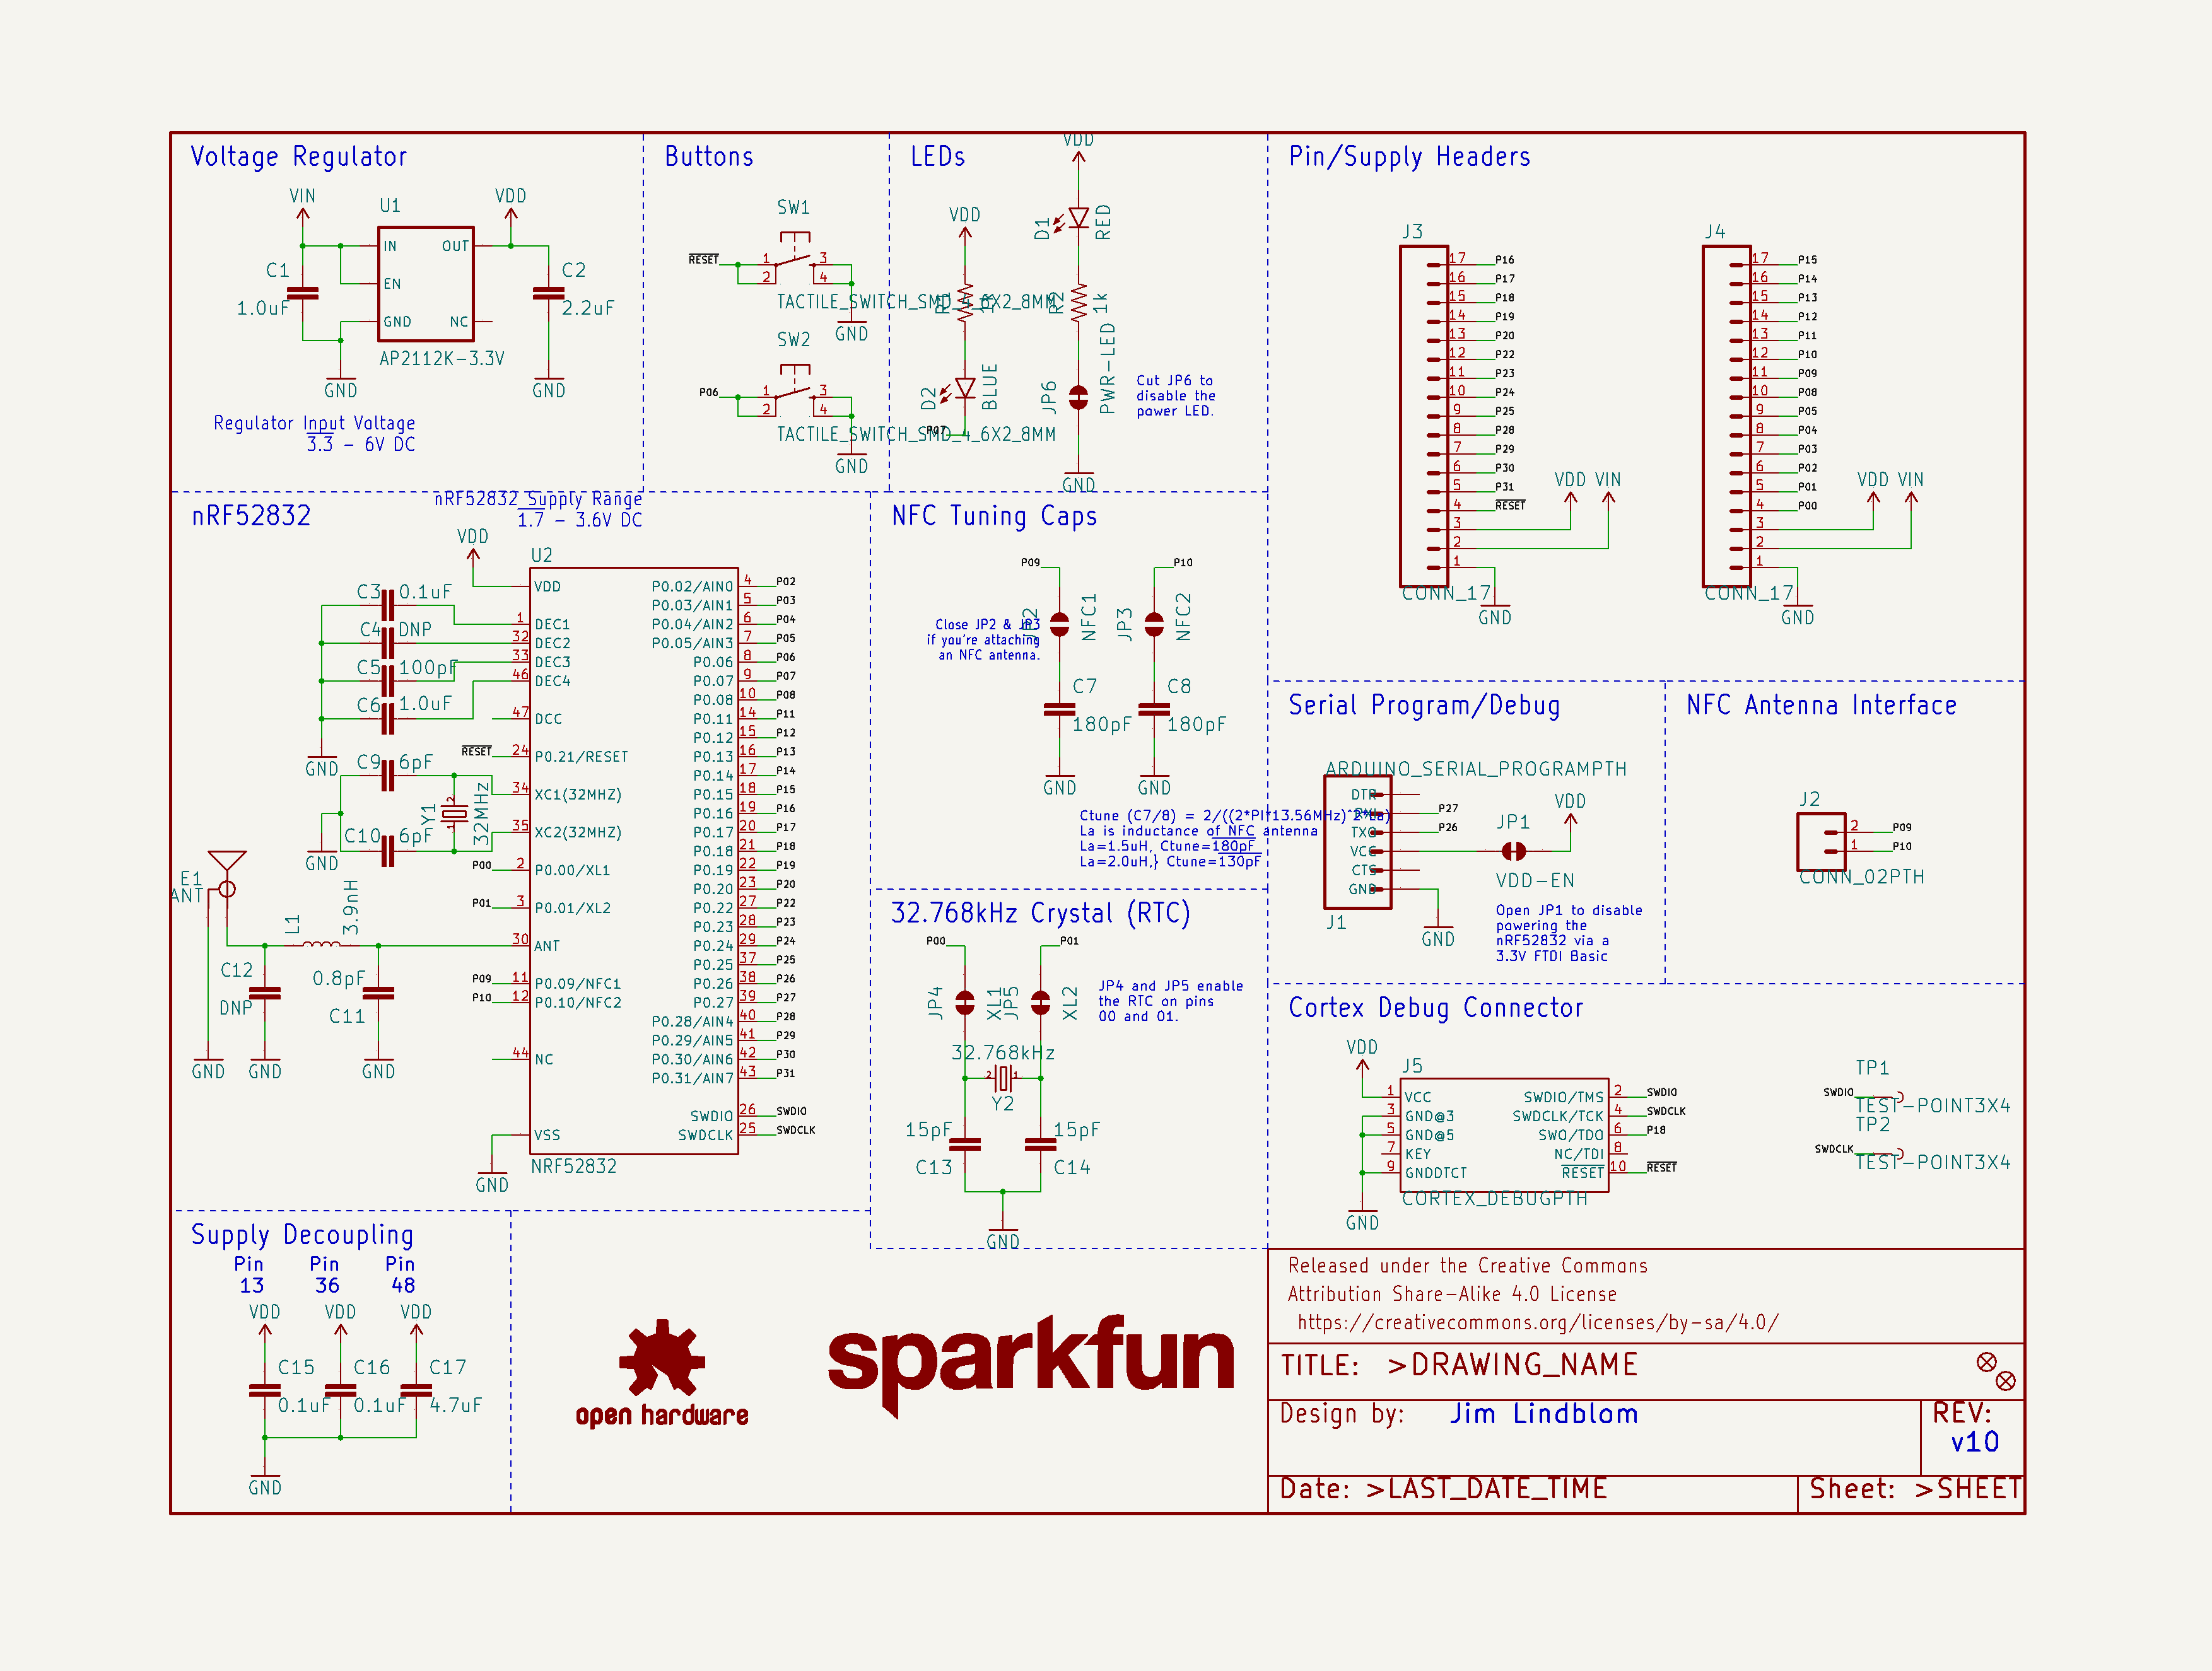 Voltage Regulator
VIN
U1
VDD
IN
OUT
EN
GND
NC
C1
1.0uF
C2
2.2uF
AP2112K-3.3V
GND
GND
Regulator Input Voltage
3.3 - 6V DC
Buttons
SW1
RESET
1
2
3
4
TACTILE_SWITCH_SMD_4_6X2_8MM
GND
SW2
P06
1
2
3
4
TACTILE_SWITCH_SMD_4_6X2_8MM
GND
LEDs
VDD
VDD
D1
RED
R2
1k
PWR-LED
D2
BLUE
JP6
P07
GND
Cut JP6 to
disable the
power LED.
Pin/Supply Headers
J3
17 P16
16 P17
15 P18
14 P19
13 P20
12 P22
11 P23
10 P24
9 P25
8 P28
7 P29
6 P30
5 P31
4 RESET
3
2
1
VDD VIN
CONN_17
GND
J4
17 P15
16 P14
15 P13
14 P12
13 P11
12 P10
11 P09
10 P08
9 P05
8 P04
7 P03
6 P02
5 P01
4 P00
3
2
1
VDD VIN
CONN_17
GND
nRF52832
nRF52832 Supply Range
1.7 - 3.6V DC
VDD
U2
C3 0.1uF
C4 DNP
C5 100pF
C6 1.0uF
GND
C9 6pF
C10 6pF
GND
Y1
32MHz
VDD
1 DEC1
32 DEC2
33 DEC3
46 DEC4
47 DCC
RESET 24 P0.21/RESET
34 XC1(32MHZ)
35 XC2(32MHZ)
P00 2 P0.00/XL1
P01 3 P0.01/XL2
30 ANT
P09 11 P0.09/NFC1
P10 12 P0.10/NFC2
44 NC
VSS
GND
NRF52832
P0.02/AIN0 4 P02
P0.03/AIN1 5 P03
P0.04/AIN2 6 P04
P0.05/AIN3 7 P05
P0.06 8 P06
P0.07 9 P07
P0.08 10 P08
P0.11 14 P11
P0.12 15 P12
P0.13 16 P13
P0.14 17 P14
P0.15 18 P15
P0.16 19 P16
P0.17 20 P17
P0.18 21 P18
P0.19 22 P19
P0.20 23 P20
P0.22 27 P22
P0.23 28 P23
P0.24 29 P24
P0.25 37 P25
P0.26 38 P26
P0.27 39 P27
P0.28/AIN4 40 P28
P0.29/AIN5 41 P29
P0.30/AIN6 42 P30
P0.31/AIN7 43 P31
SWDIO 26 SWDIO
SWDCLK 25 SWDCLK
E1
ANT
L1
3.9nH
C12
DNP
0.8pF
C11
GND
GND
GND
NFC Tuning Caps
P09
P10
JP2
NFC1
JP3
NFC2
Close JP2 & JP3
if you're attaching
an NFC antenna.
C7
180pF
C8
180pF
GND
GND
Ctune (C7/8) = 2/((2*PI*13.56MHz)^2*La)
La is inductance of NFC antenna
La=1.5uH, Ctune=180pF
La=2.0uH,} Ctune=130pF
32.768kHz Crystal (RTC)
P00
P01
JP4
XL1
JP5
XL2
JP4 and JP5 enable
the RTC on pins
00 and 01.
32.768kHz
2
1
Y2
15pF
C13
15pF
C14
GND
Serial Program/Debug
ARDUINO_SERIAL_PROGRAMPTH
DTR
RXI P27
TXO P26
VCC
CTS
GND
J1
GND
JP1
VDD
VDD-EN
Open JP1 to disable
powering the
nRF52832 via a
3.3V FTDI Basic
NFC Antenna Interface
J2
2 P09
1 P10
CONN_02PTH
Cortex Debug Connector
VDD
J5
1 VCC
3 GND@3
5 GND@5
7 KEY
9 GNDDTCT
SWDIO/TMS 2 SWDIO
SWDCLK/TCK 4 SWDCLK
SWO/TDO 6 P18
NC/TDI 8
RESET 10 RESET
CORTEX_DEBUGPTH
GND
TP1
SWDIO
TEST-POINT3X4
TP2
SWDCLK
TEST-POINT3X4
Supply Decoupling
Pin Pin Pin
13 36 48
VDD VDD VDD
C15 C16 C17
0.1uF 0.1uF 4.7uF
GND
open hardware
sparkfun
Released under the Creative Commons
Attribution Share-Alike 4.0 License
https://creativecommons.org/licenses/by-sa/4.0/
TITLE: >DRAWING_NAME
Design by: Jim Lindblom
REV:
v10
Date: >LAST_DATE_TIME
Sheet: >SHEET